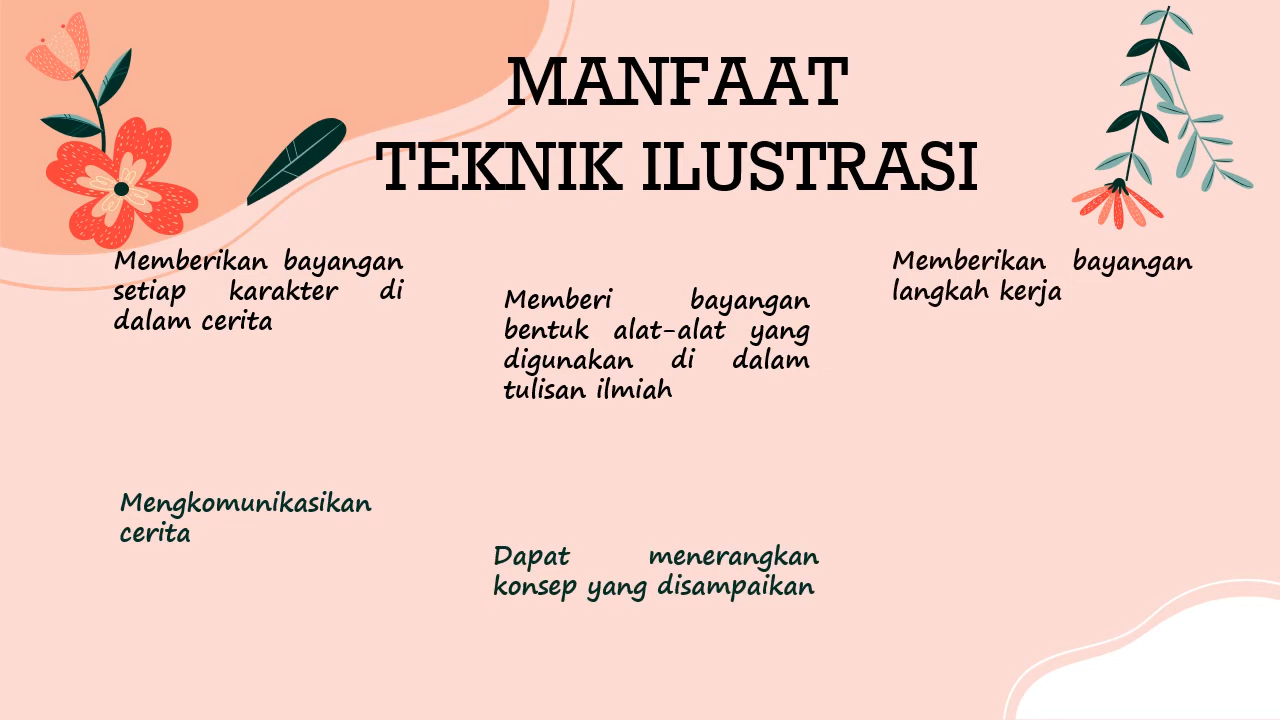 MANFAAT
TEKNIK ILUSTRASI
Memberikan bayangan
setiap karakter di
dalam cerita
Memberi bayangan
bentuk alat-alat yang
digunakan di dalam
tulisan ilmiah
Memberikan bayangan
langkah kerja
Mengkomunikasikan
cerita
Dapat menerangkan
konsep yang disampaikan